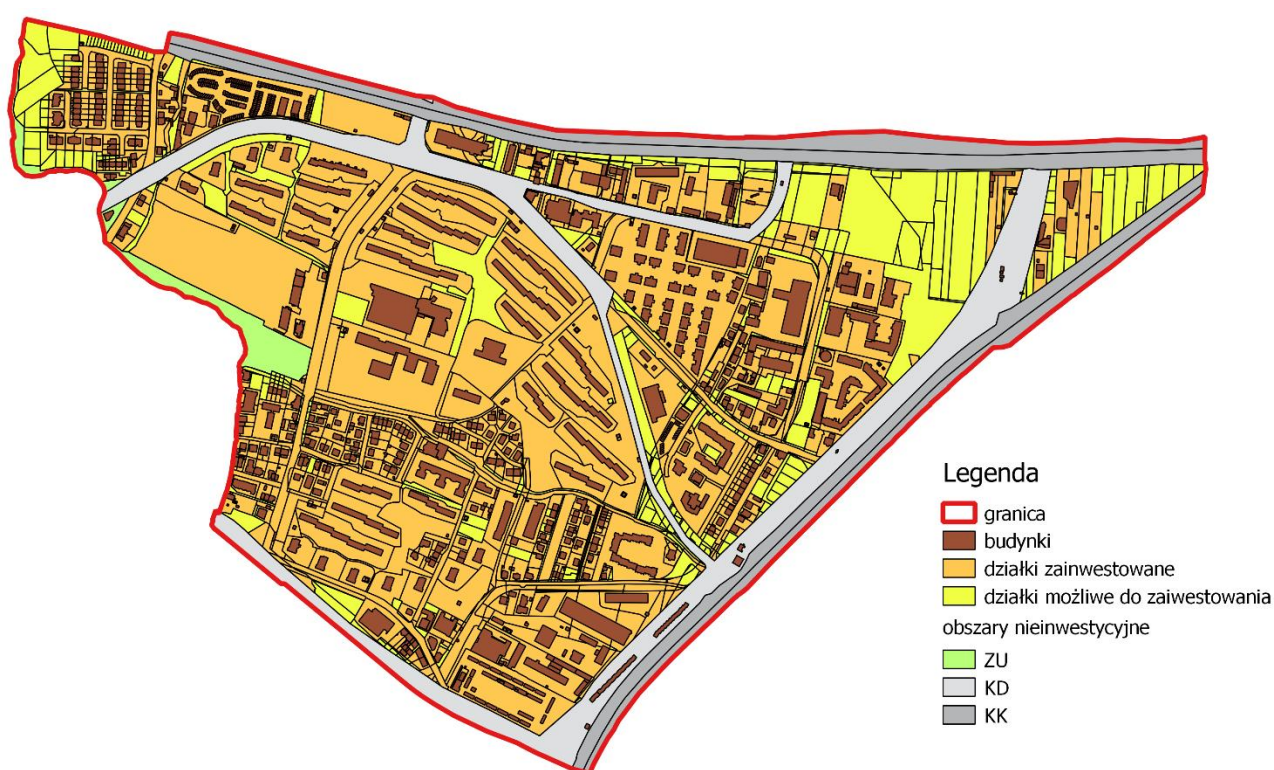 Legenda
granica
budynki
działki zainwestowane
działki możliwe do zaiwestowania
obszary nieinwestycyjne
ZU
KD
KK